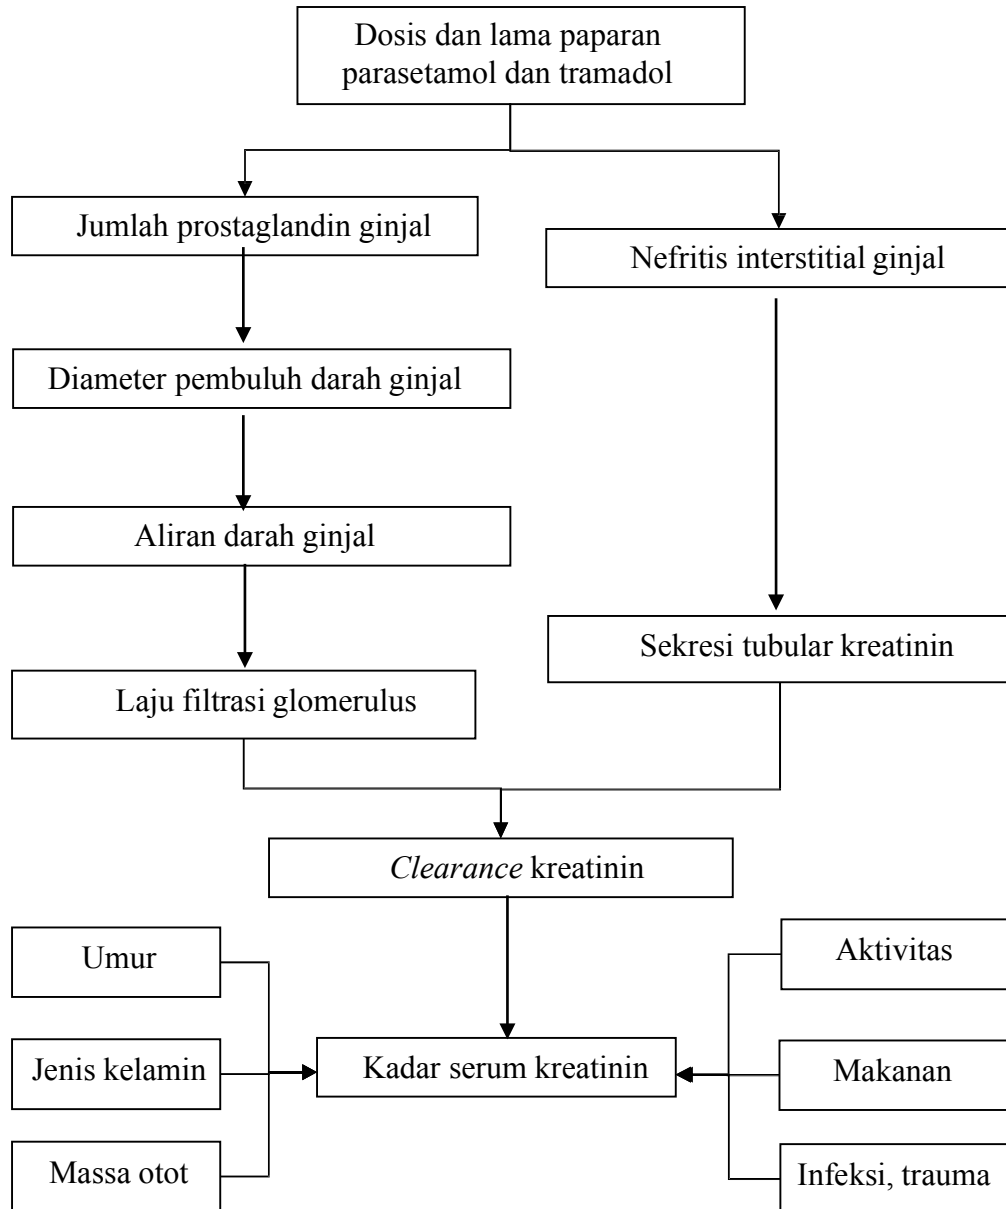 Dosis dan lama paparan
parasetamol dan tramadol
Jumlah prostaglandin ginjal
Nefritis interstitial ginjal
Diameter pembuluh darah ginjal
Aliran darah ginjal
Sekresi tubular kreatinin
Laju filtrasi glomerulus
Clearance kreatinin
Umur
Aktivitas
Jenis kelamin
Kadar serum kreatinin
Makanan
Massa otot
Infeksi, trauma